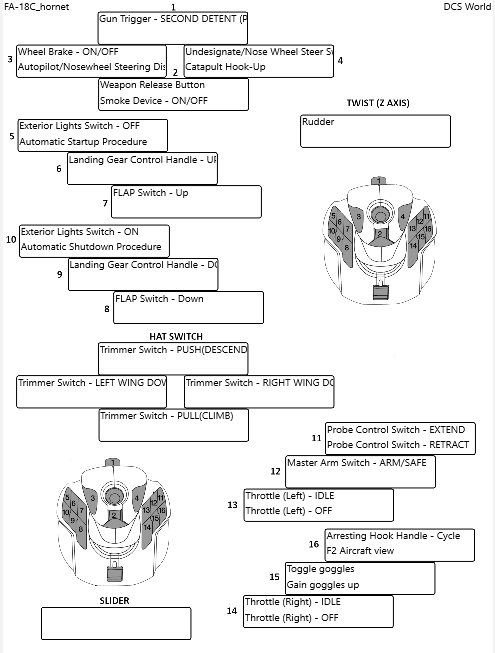 FA-18C_hornet
1
DCS World
Gun Trigger - SECOND DETENT (P
3
Wheel Brake - ON/OFF
Autopilot/Nosewheel Steering Dis
2
Undesignate/Nose Wheel Steer S
Catapult Hook-Up
4
Weapon Release Button
Smoke Device - ON/OFF
TWIST (Z AXIS)
Rudder
5
Exterior Lights Switch - OFF
Automatic Startup Procedure
6
Landing Gear Control Handle - UP
7
FLAP Switch - Up
10
Exterior Lights Switch - ON
Automatic Shutdown Procedure
9
Landing Gear Control Handle - DO
8
FLAP Switch - Down
1
5
6
10
7
9
8
3
2
4
11
12
13
16
15
14
HAT SWITCH
Trimmer Switch - PUSH(DESCEND
Trimmer Switch - LEFT WING DOW
Trimmer Switch - RIGHT WING DO
Trimmer Switch - PULL(CLIMB)
11
Probe Control Switch - EXTEND
Probe Control Switch - RETRACT
12
Master Arm Switch - ARM/SAFE
13
Throttle (Left) - IDLE
Throttle (Left) - OFF
16
Arresting Hook Handle - Cycle
F2 Aircraft view
15
Toggle goggles
Gain goggles up
14
Throttle (Right) - IDLE
Throttle (Right) - OFF
1
5
6
10
7
9
8
3
2
4
11
12
13
16
15
14
SLIDER